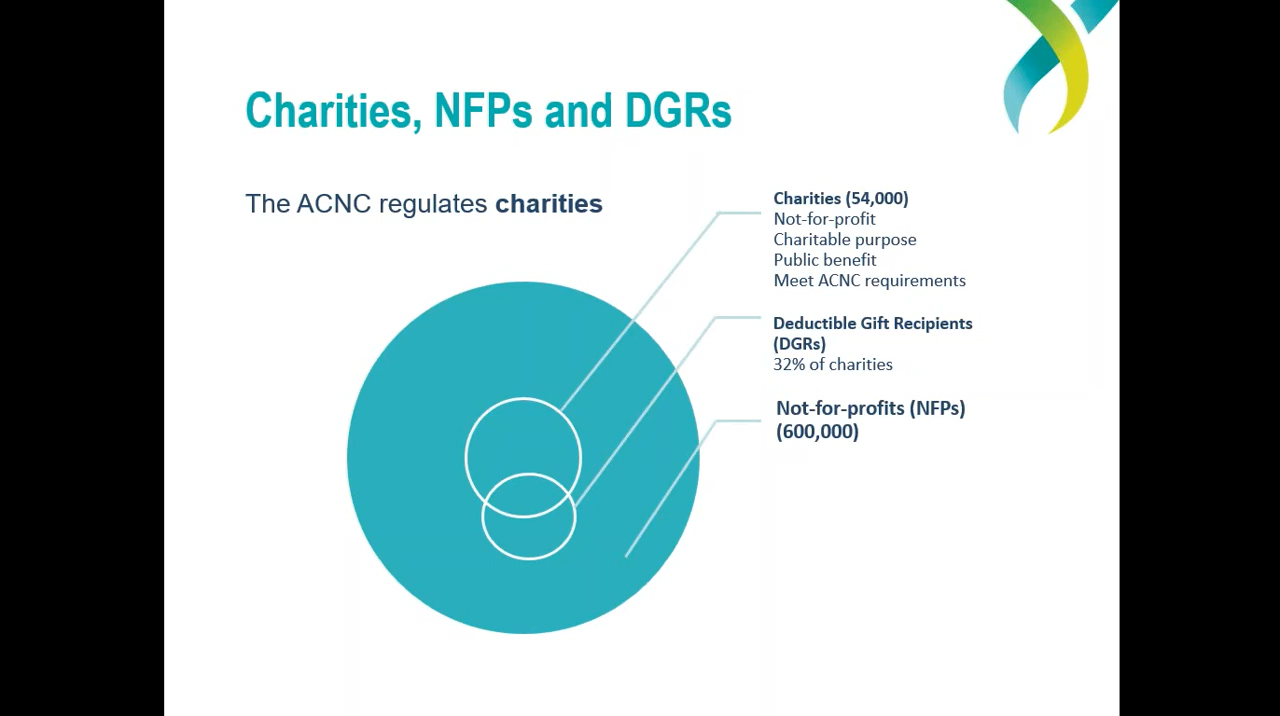 Charities, NFPs and DGRs
The ACNC regulates charities
Charities (54,000)
Not-for-profit
Charitable purpose
Public benefit
Meet ACNC requirements
Deductible Gift Recipients
(DGRs)
32% of charities
Not-for-profits (NFPs)
(600,000)